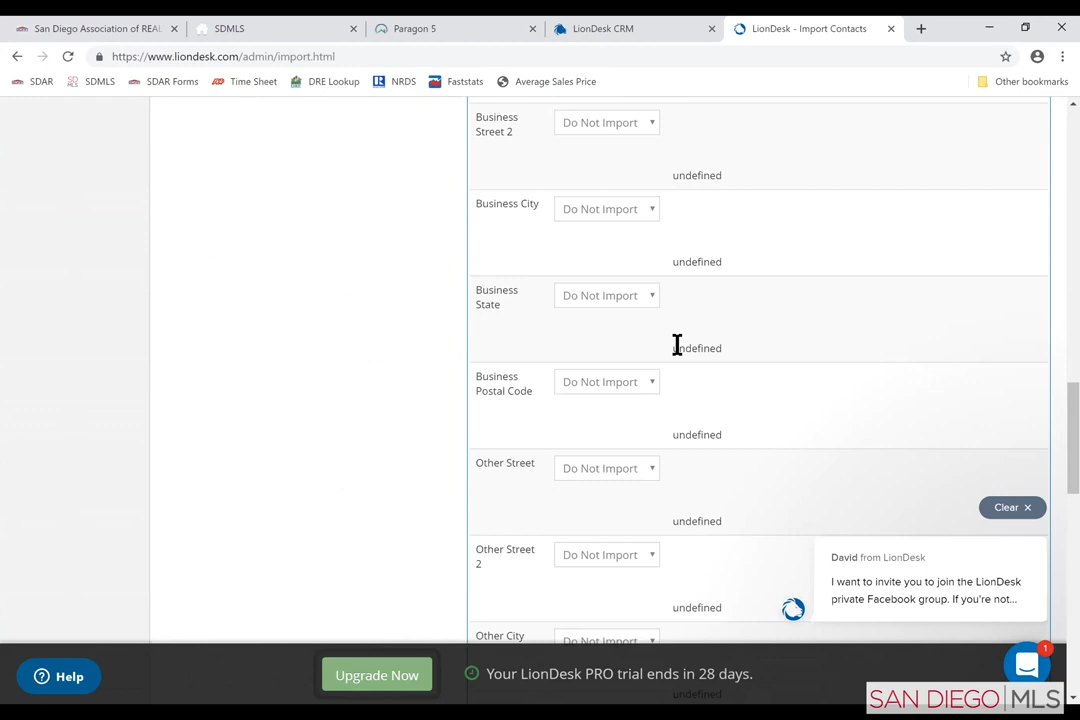 San Diego Association of REAL
SDMLS
Paragon 5
LionDesk CRM
LionDesk - Import Contacts
https://www.liondesk.com/admin/import.html
SDAR
SDMLS
SDAR Forms
Time Sheet
DRE Lookup
NRDS
Faststats
Average Sales Price
Other bookmarks
Business
Street 2
Do Not Import
undefined
Business City
Do Not Import
undefined
Business
State
Do Not Import
undefined
Business
Postal Code
Do Not Import
undefined
Other Street
Do Not Import
undefined
Clear
Other Street
2
Do Not Import
undefined
David from LionDesk
I want to invite you to join the LionDesk
private Facebook group. If you're not...
Other City
Do Not Import
undefined
Help
Upgrade Now
Your LionDesk PRO trial ends in 28 days.
1
SAN DIEGO | MLS